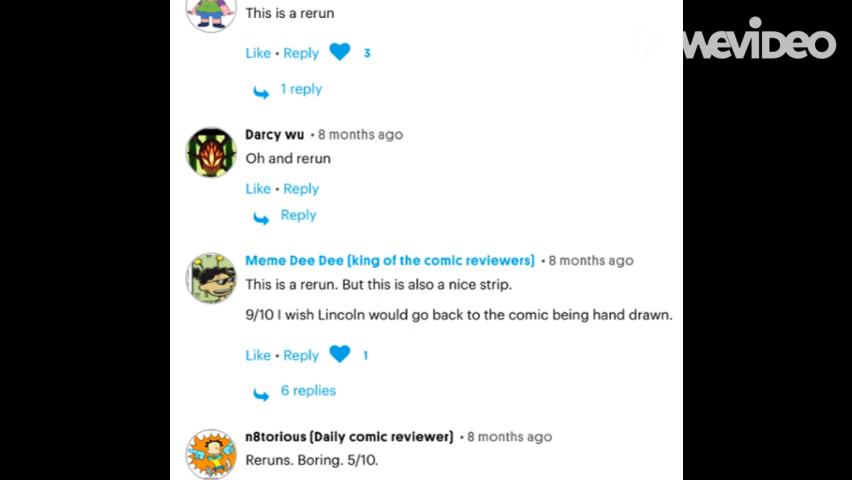 This is a rerun
WEVIDEO
Like • Reply 3
1 reply
Darcy wu • 8 months ago
Oh and rerun
Like • Reply
Reply
Meme Dee Dee (king of the comic reviewers) • 8 months ago
This is a rerun. But this is also a nice strip.
9/10 I wish Lincoln would go back to the comic being hand drawn.
Like • Reply 1
6 replies
n8torious (Daily comic reviewer) • 8 months ago
Reruns. Boring. 5/10.